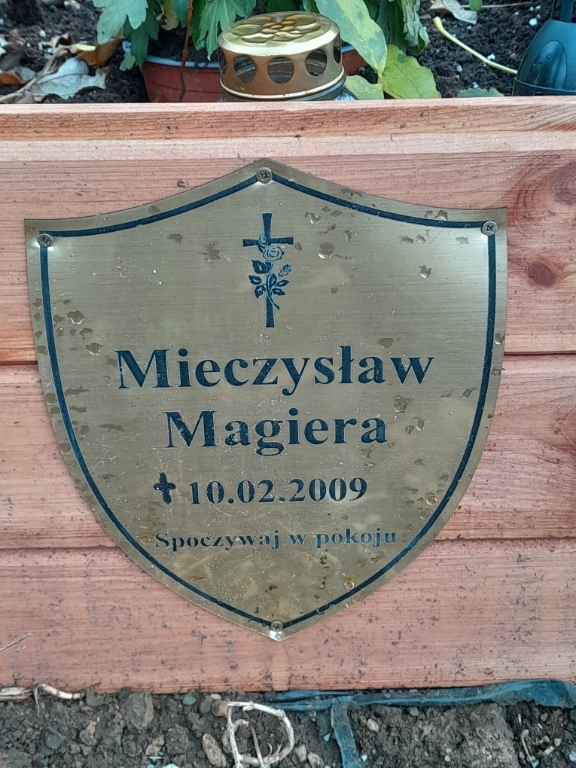 Mieczysław
Magiera
✝ 10.02.2009
Spoczywaj w pokoju